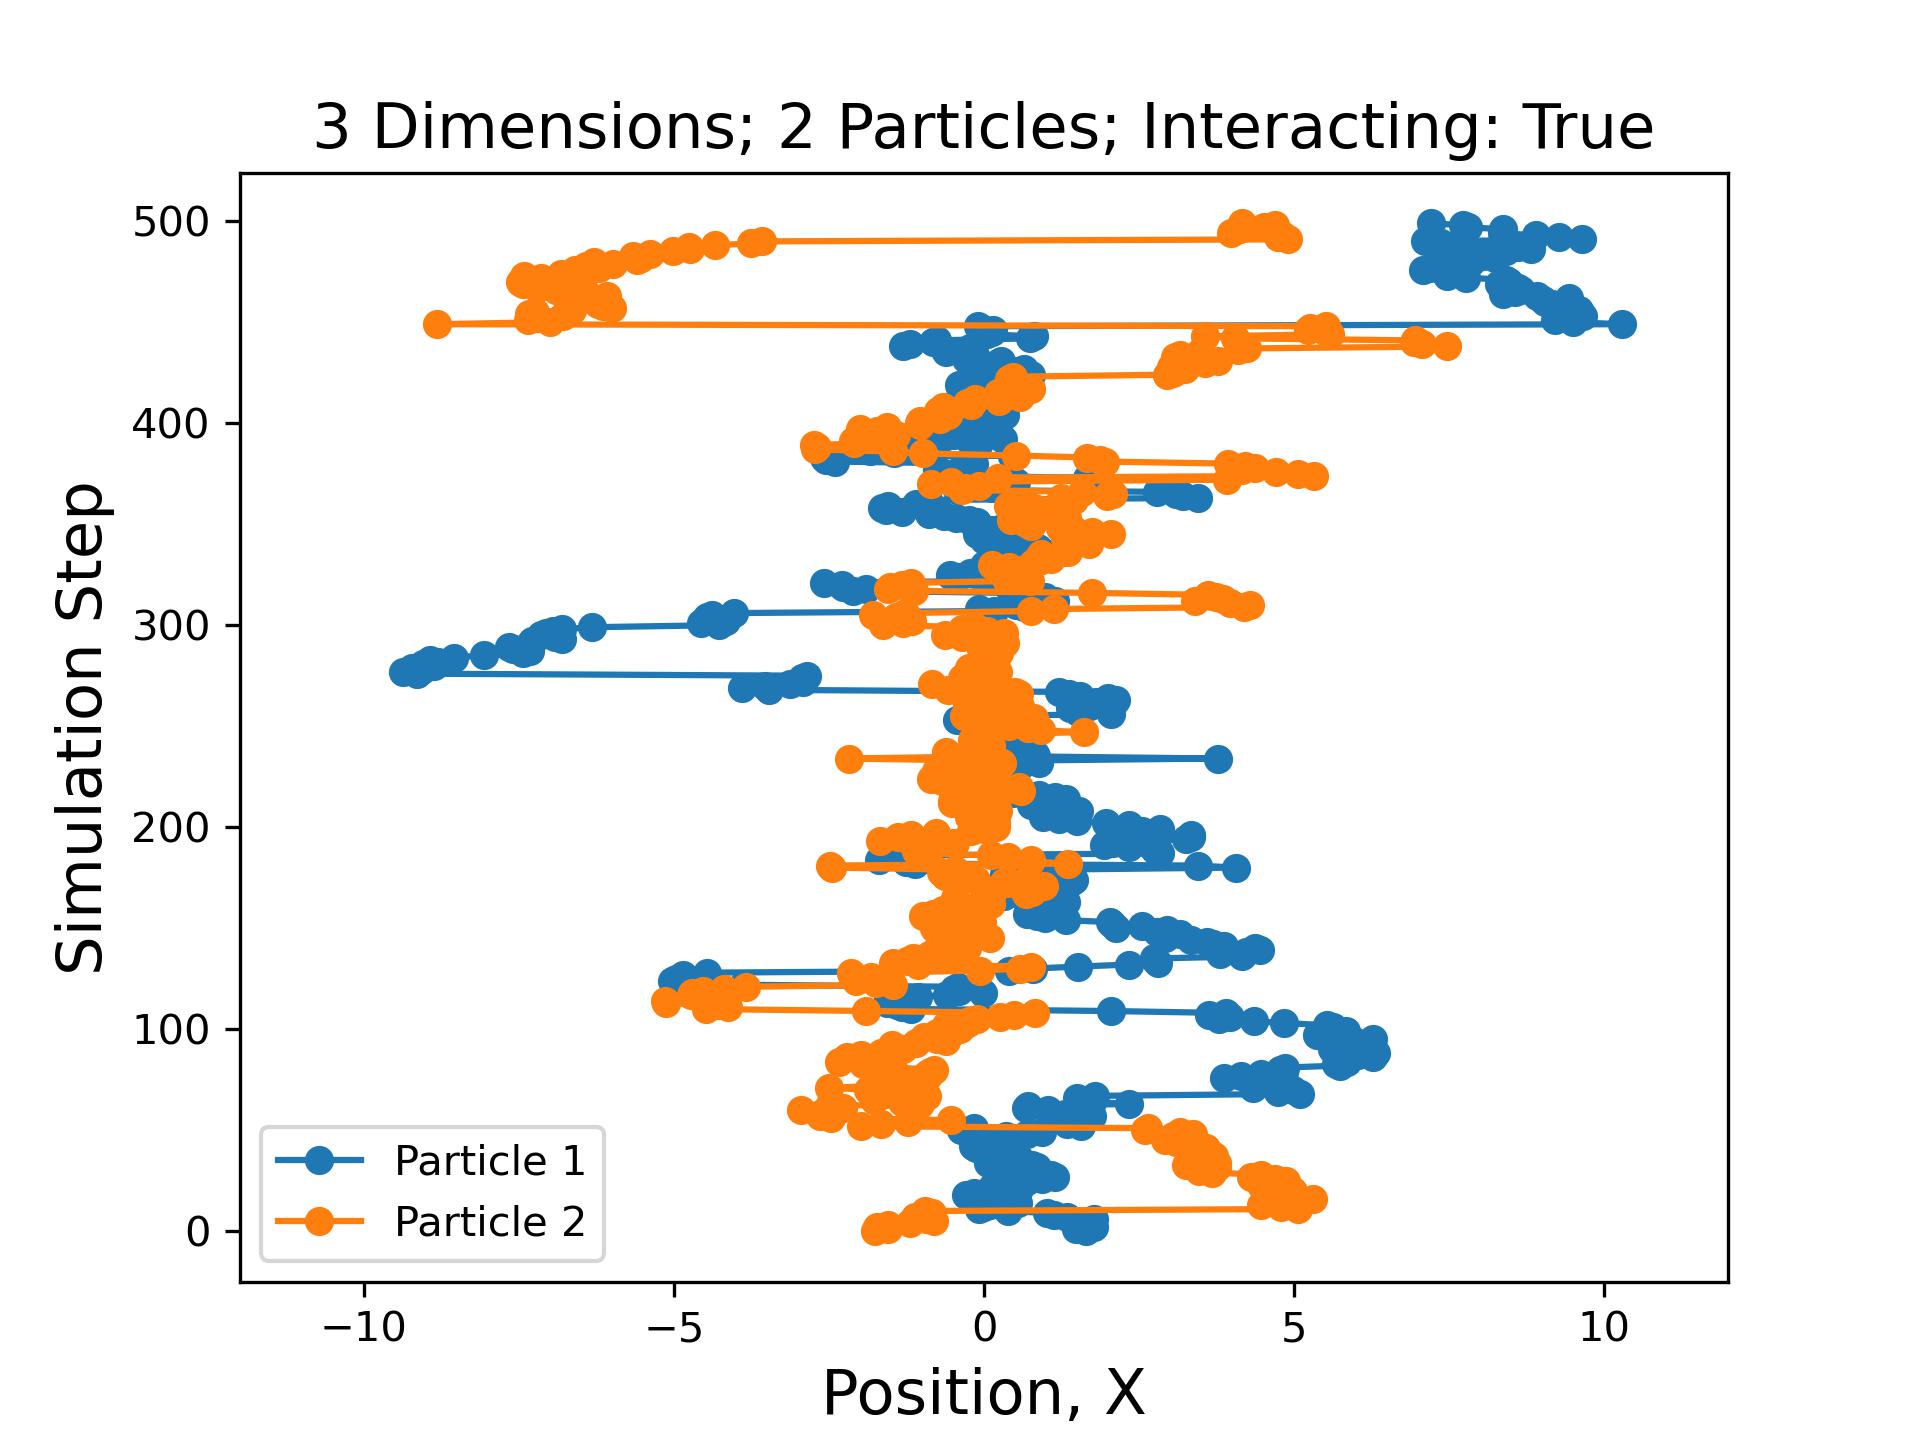 3 Dimensions; 2 Particles; Interacting: True
Simulation Step
500
400
300
200
100
0
Particle 1
Particle 2
−10
−5
0
5
10
Position, X